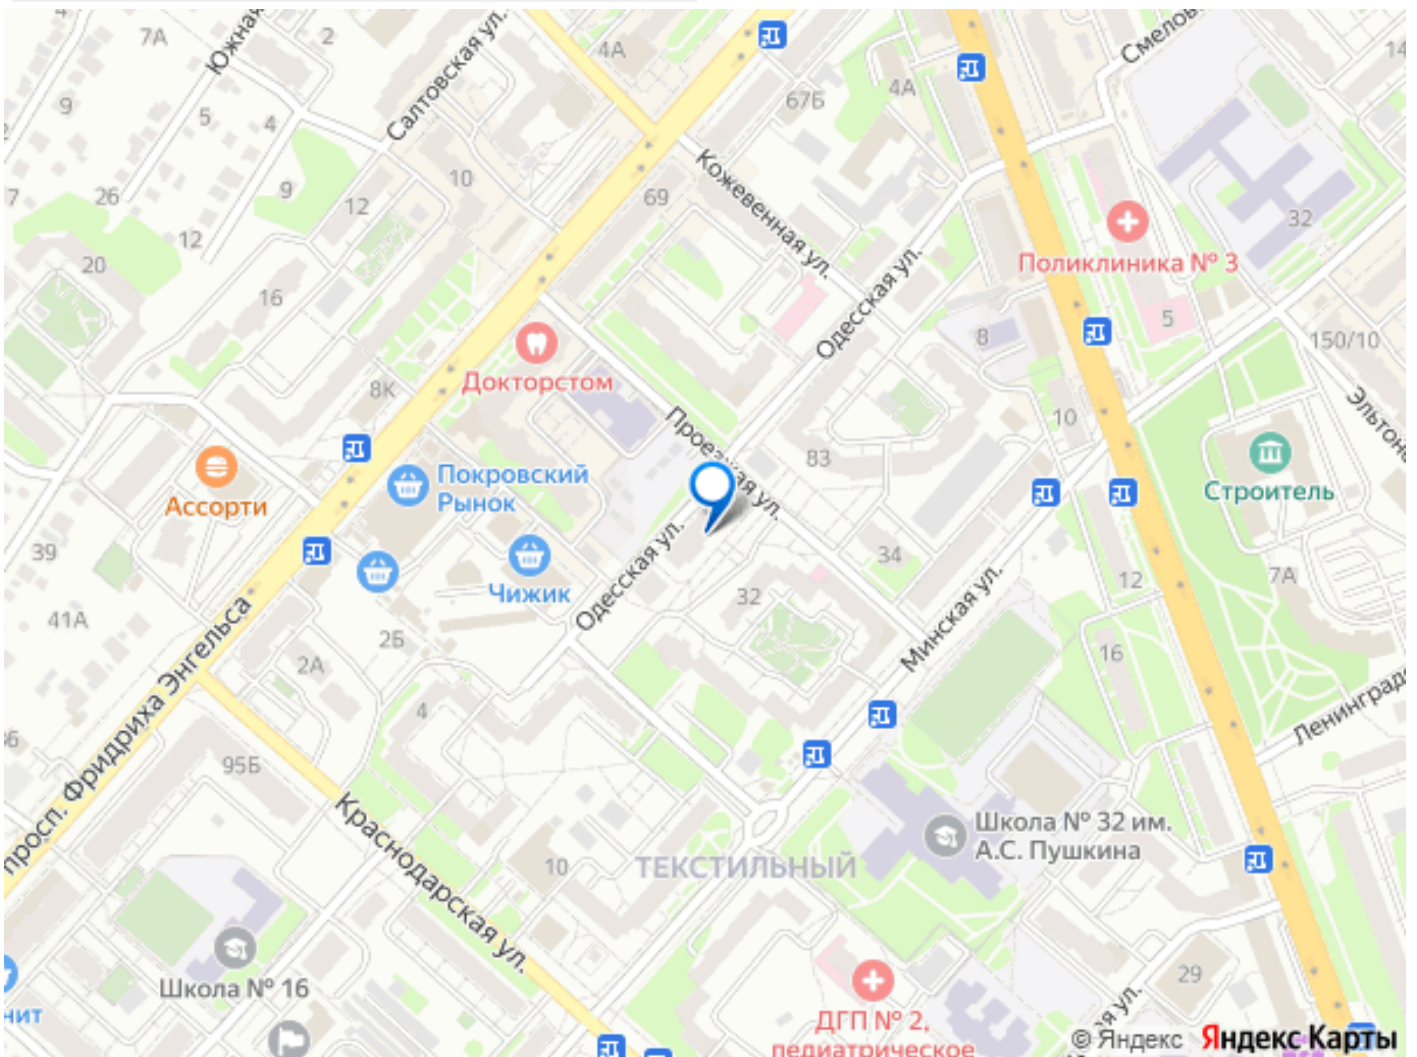 7А
Южная
2
Салтовская ул.
4А
Смелов
14
9
5
4
67Б
4А
7
26
9
12
10
69
Кожевенная ул.
32
12
20
16
Одесская ул.
Поликлиника № 3
8
5
150/10
8К
Докторстом
10
Эльтонс
Проезжая ул.
83
Ассорти
Покровский
Рынок
Строитель
39
Чижик
Одесская ул.
34
32
12
7А
41А
2Б
2А
Минская ул.
16
просп. Фридриха Энгельса
4
Ленинград
95Б
Краснодарская ул.
10
ТЕКСТИЛЬНЫЙ
Школа № 32 им.
А.С. Пушкина
Школа № 16
29
нит
ДГП № 2,
педиатрическое
ая ул.
© Яндекс Яндекс Карты